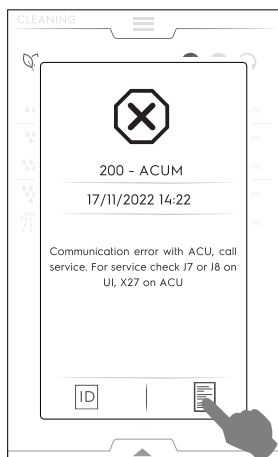 CLEANING
m
m
m
m
m
200 - ACUM
17/11/2022 14:22
Communication error with ACU, call
service. For service check J7 or J8 on
UI, X27 on ACU
ID